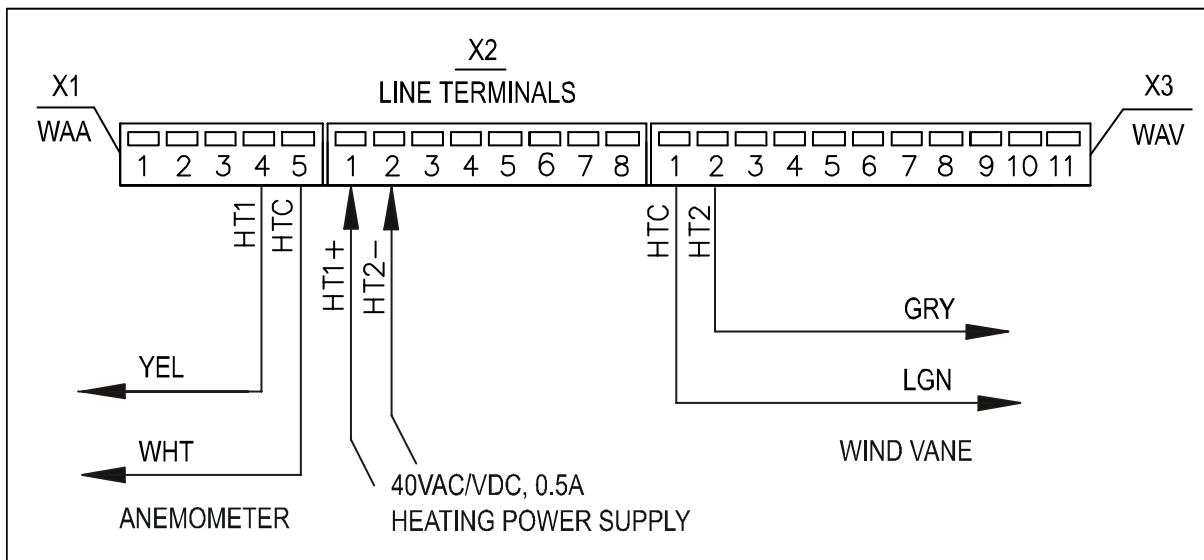 X2
X1
LINE TERMINALS
X3
WAA
WAV
1 2 3 4 5 1 2 3 4 5 6 7 8 1 2 3 4 5 6 7 8 9 10 11
HT1
HTC
HT1+
HT2-
HTC
HT2
GRY
YEL
LGN
WHT
WIND VANE
40VAC/VDC, 0.5A
ANEMOMETER
HEATING POWER SUPPLY